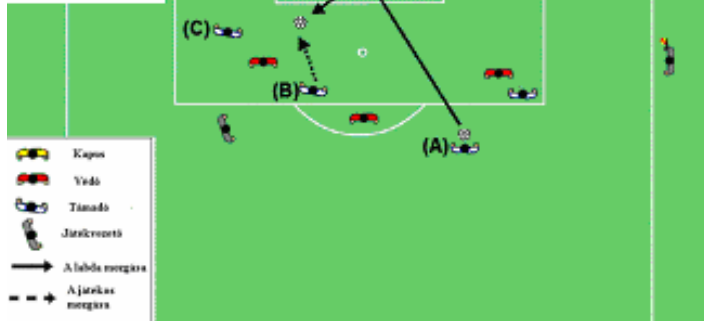 (C)
(B)
(A)
Kapus
Védő
Támadó
Játékvezető
A labda mozgása
A játékos
mozgása